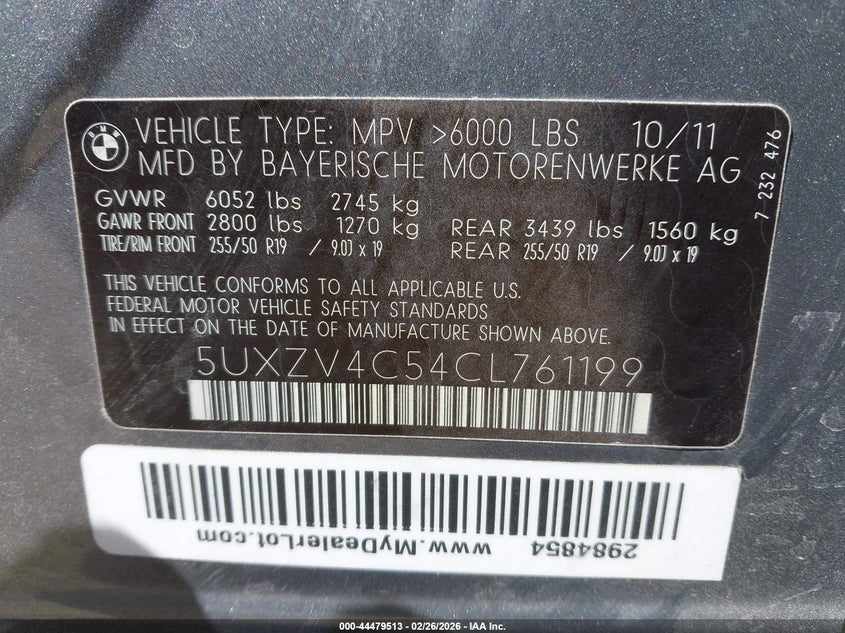 BMW
VEHICLE TYPE: MPV >6000 LBS 10/11
MFD BY BAYERISCHE MOTORENWERKE AG
GVWR 6052 lbs 2745 kg
GAWR FRONT 2800 lbs 1270 kg REAR 3439 lbs 1560 kg
TIRE/RIM FRONT 255/50 R19 / 9.0J x 19 REAR 255/50 R19 / 9.0J x 19
7 232 476
THIS VEHICLE CONFORMS TO ALL APPLICABLE U.S.
FEDERAL MOTOR VEHICLE SAFETY STANDARDS
IN EFFECT ON THE DATE OF MANUFACTURE SHOWN ABOVE.
5UXZV4C54CL761199
2984854 www.MyDealerLot.com
000-44479513 - 02/26/2026 - IAA Inc.